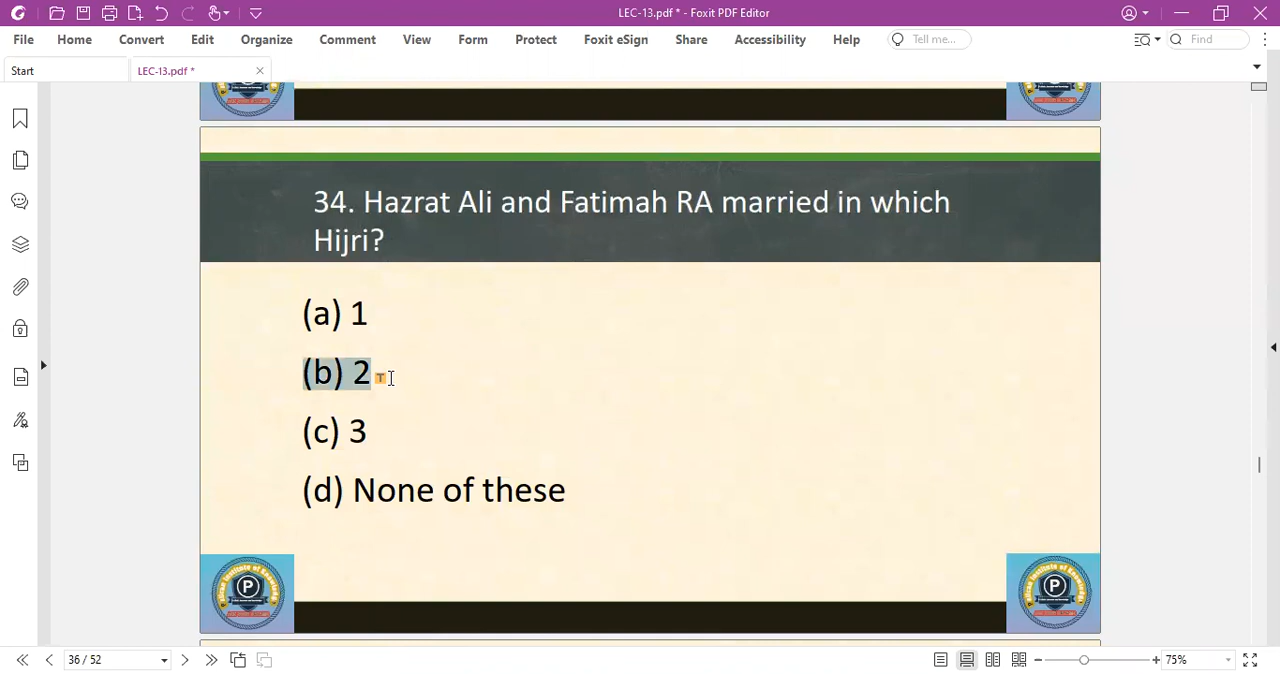 LEC-13.pdf * - Foxit PDF Editor
File Home Convert Edit Organize Comment View Form Protect Foxit eSign Share Accessibility Help Tell me... Find
Start LEC-13.pdf *
34. Hazrat Ali and Fatimah RA married in which
Hijri?
(a) 1
(b) 2
T
(c) 3
(d) None of these
P
P
36 / 52
75%